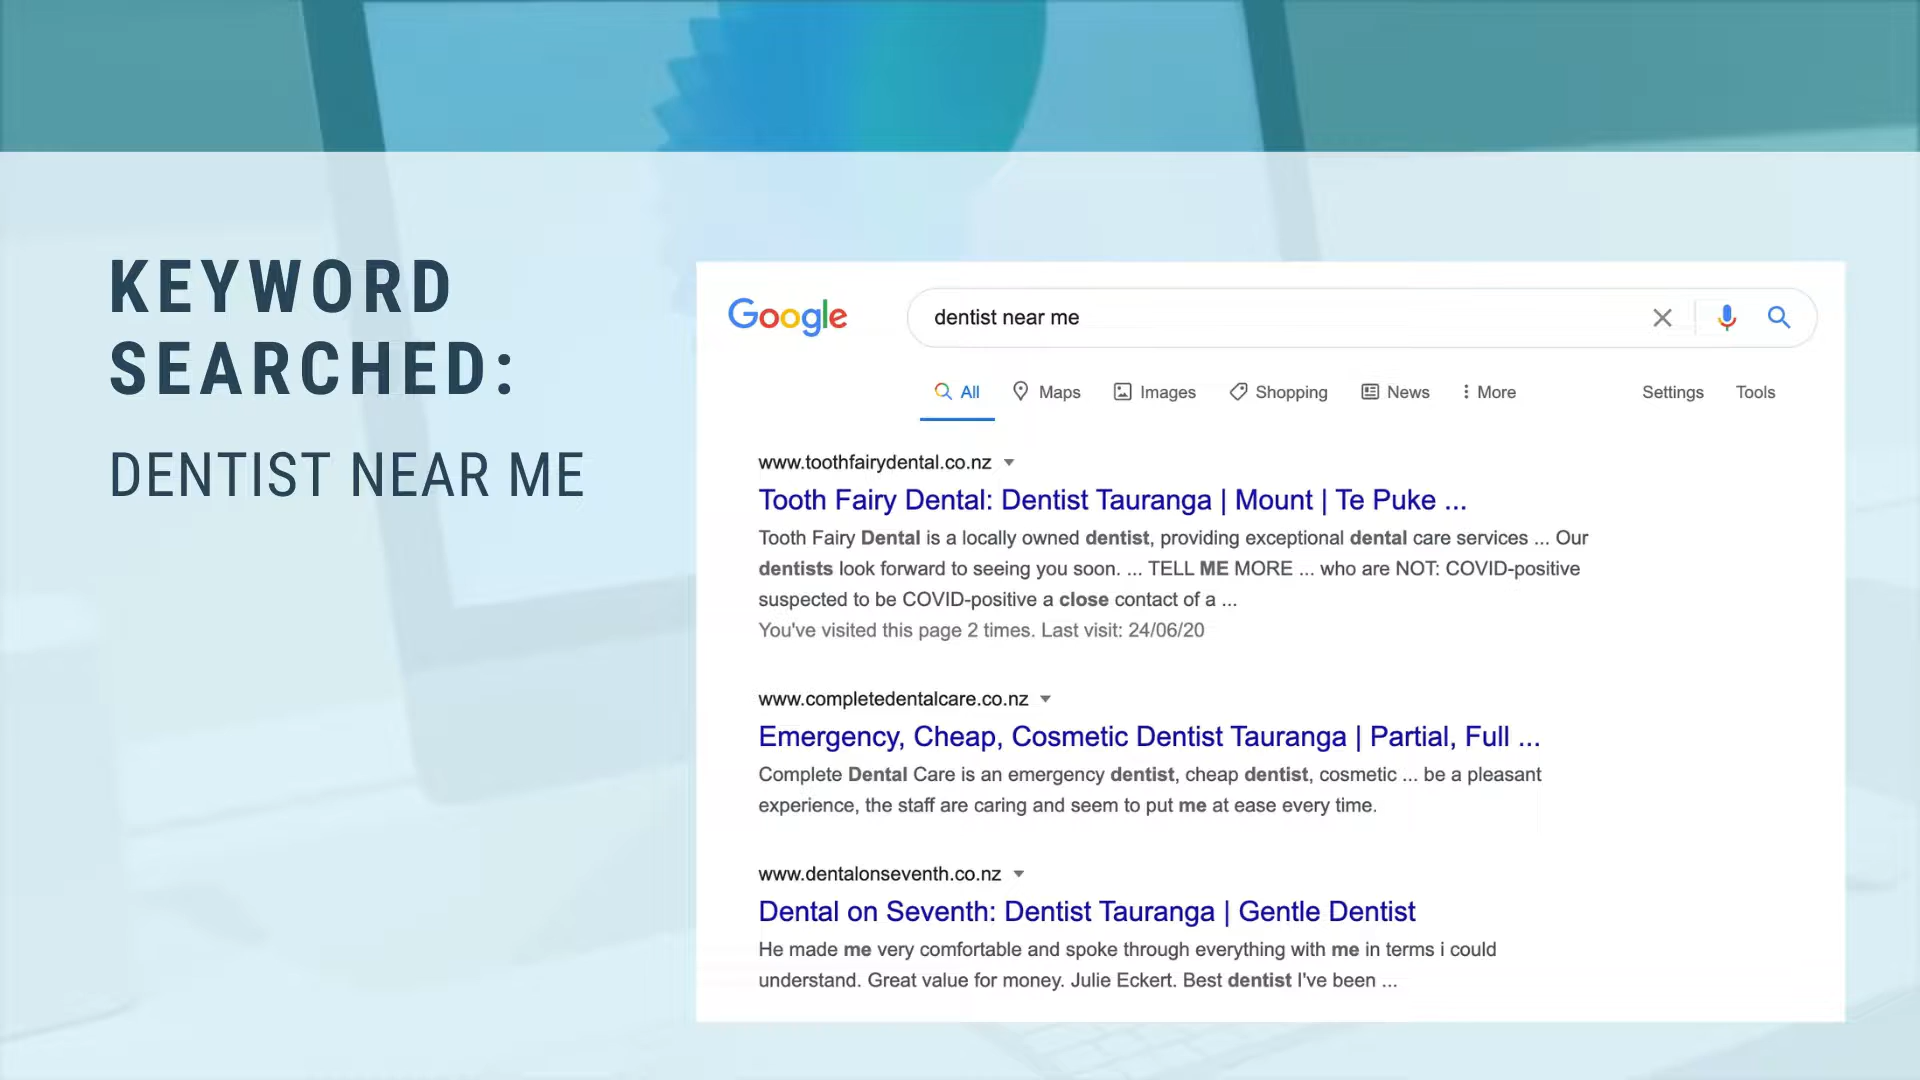 KEYWORD
SEARCHED:
DENTIST NEAR ME
Google
dentist near me
All Maps Images Shopping News More Settings Tools
www.toothfairydental.co.nz
Tooth Fairy Dental: Dentist Tauranga | Mount | Te Puke ...
Tooth Fairy Dental is a locally owned dentist, providing exceptional dental care services ... Our
dentists look forward to seeing you soon. ... TELL ME MORE ... who are NOT: COVID-positive
suspected to be COVID-positive a close contact of a ...
You've visited this page 2 times. Last visit: 24/06/20
www.completedentalcare.co.nz
Emergency, Cheap, Cosmetic Dentist Tauranga | Partial, Full ...
Complete Dental Care is an emergency dentist, cheap dentist, cosmetic ... be a pleasant
experience, the staff are caring and seem to put me at ease every time.
www.dentalonseventh.co.nz
Dental on Seventh: Dentist Tauranga | Gentle Dentist
He made me very comfortable and spoke through everything with me in terms i could
understand. Great value for money. Julie Eckert. Best dentist I've been ...